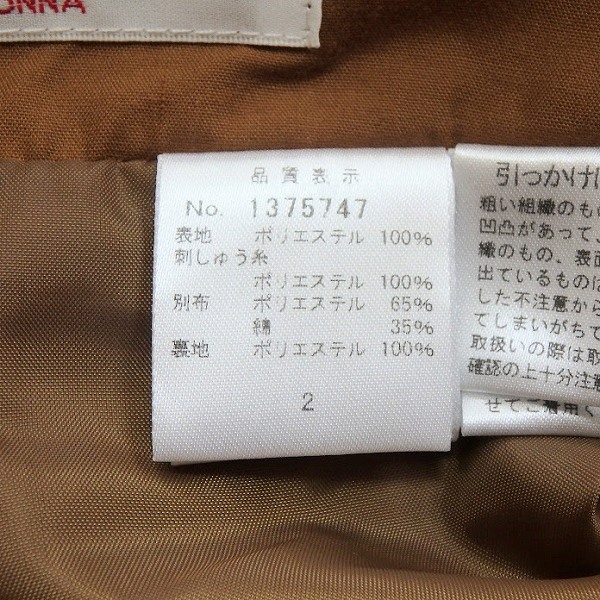 品質表示
No. 1375747
表地 ポリエステル 100%
刺しゅう糸
ポリエステル 100%
別布 ポリエステル 65%
綿 35%
裏地 ポリエステル 100%
2
引っかけに
粗い組織のもの
凹凸があって、
織のもの、表面
出ているものは
した不注意から
てしまいがちで
取扱いの際は取
確認の上十分注意
せてご着用く